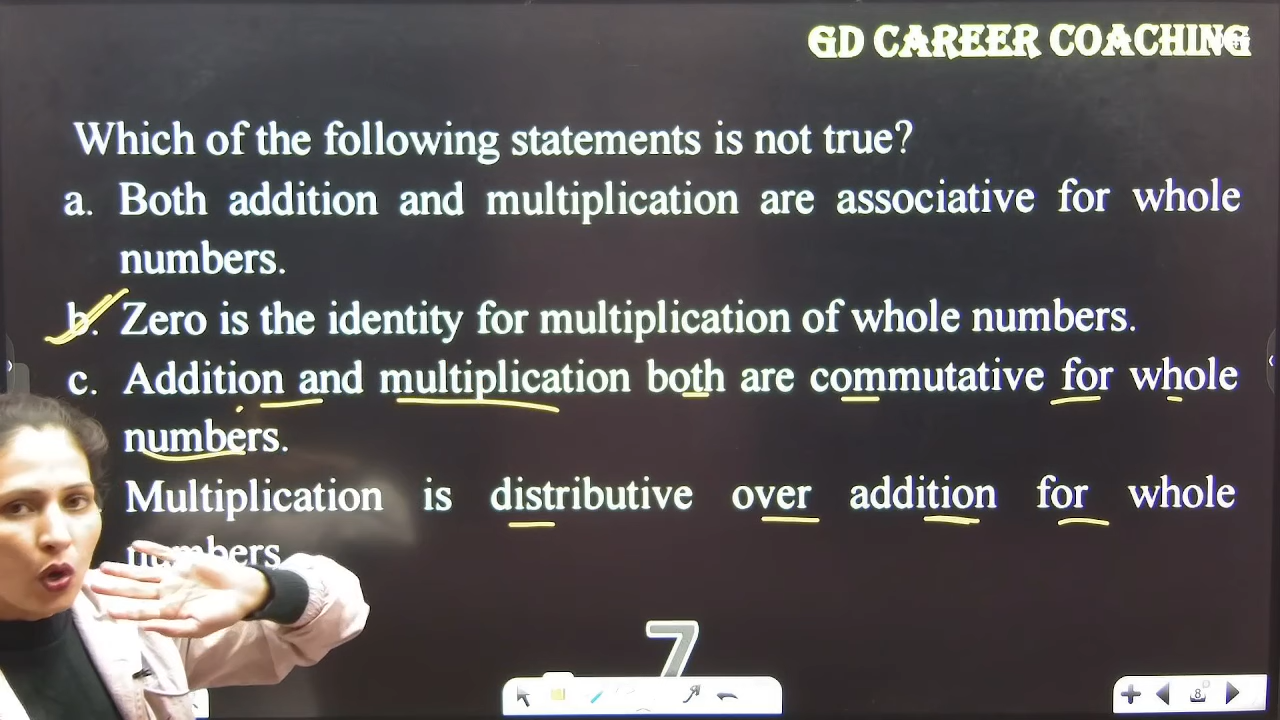 GD CAREER COACHING
Which of the following statements is not true?
a. Both addition and multiplication are associative for whole
numbers.
b. Zero is the identity for multiplication of whole numbers.
c. Addition and multiplication both are commutative for whole
numbers.
Multiplication is distributive over addition for whole
numbers.
7
8